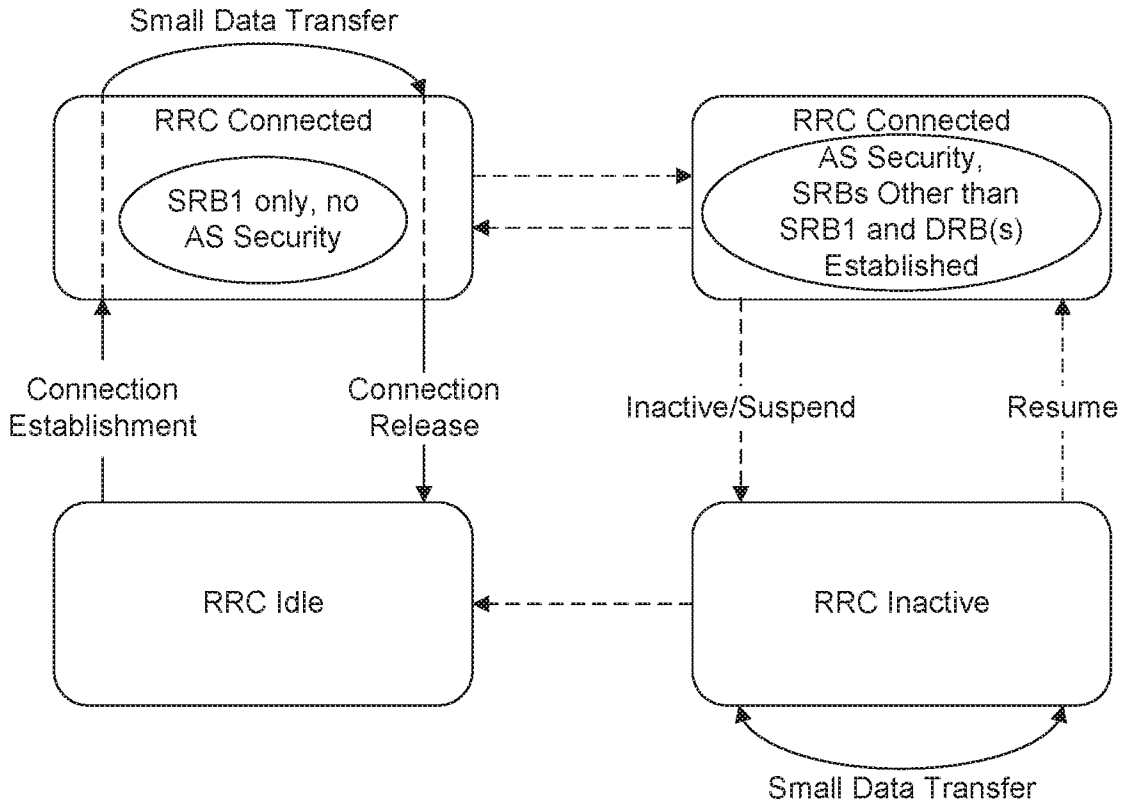 Small Data Transfer
RRC Connected
SRB1 only, no
AS Security
RRC Connected
AS Security,
SRBs Other than
SRB1 and DRB(s)
Established
Connection
Establishment
Connection
Release
Inactive/Suspend
Resume
RRC Idle
RRC Inactive
Small Data Transfer